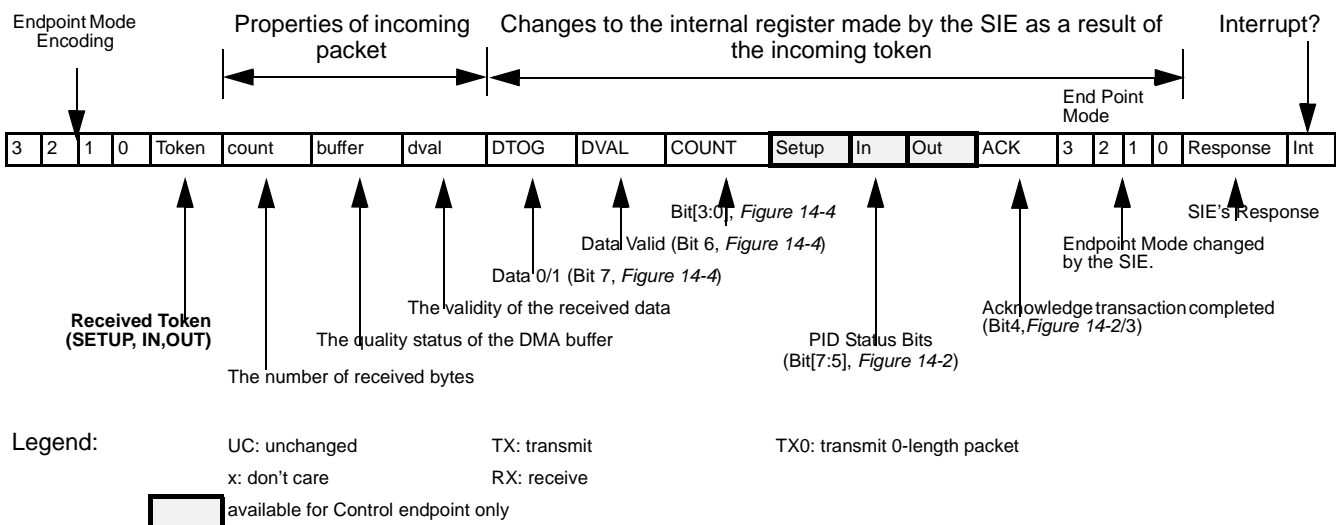 Endpoint Mode
Encoding
Properties of incoming
packet
Changes to the internal register made by the SIE as a result of
the incoming token
Interrupt?
End Point
Mode
3 2 1 0 Token count buffer dval DTOG DVAL COUNT Setup In Out ACK 3 2 1 0 Response Int
Bit[3:0], Figure 14-4
SIE's Response
Data Valid (Bit 6, Figure 14-4)
Endpoint Mode changed
by the SIE.
Data 0/1 (Bit 7, Figure 14-4)
The validity of the received data
Acknowledge transaction completed
(Bit4,Figure 14-2/3)
Received Token
(SETUP, IN,OUT)
The quality status of the DMA buffer
PID Status Bits
(Bit[7:5], Figure 14-2)
The number of received bytes
Legend:
UC: unchanged
TX: transmit
TX0: transmit 0-length packet
x: don't care
RX: receive
available for Control endpoint only